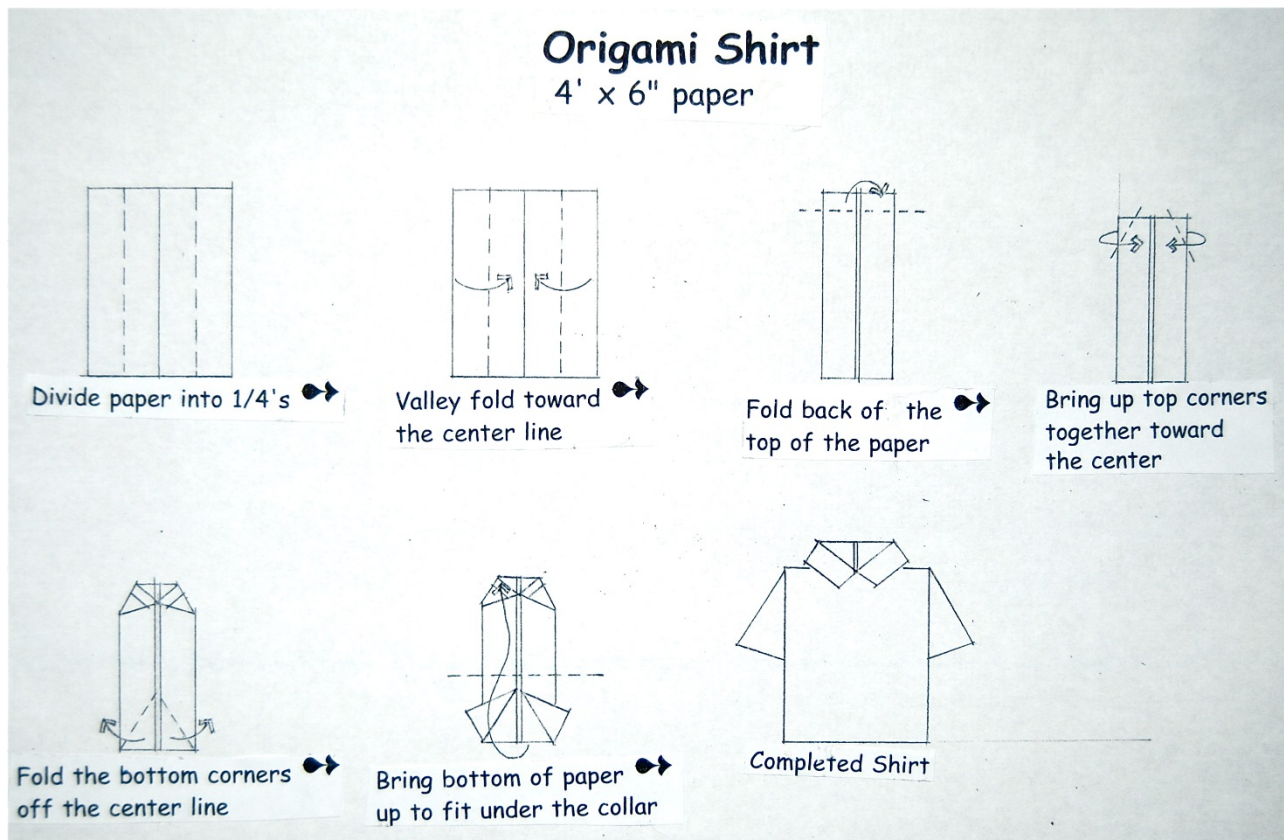 Origami Shirt
4' x 6" paper
Divide paper into 1/4's
Valley fold toward
the center line
Fold back of the
top of the paper
Bring up top corners
together toward
the center
Fold the bottom corners
off the center line
Bring bottom of paper
up to fit under the collar
Completed Shirt